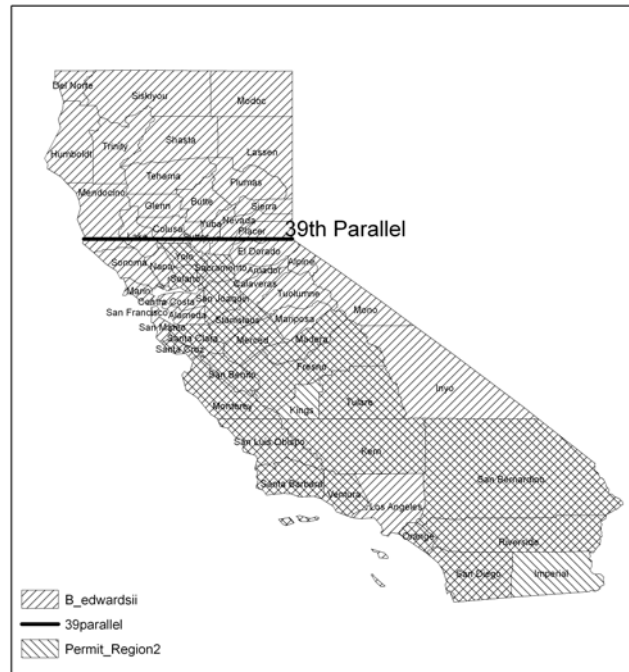 Del Norte
Siskiyou
Modoc
Humboldt
Trinity
Shasta
Lassen
Tehama
Plumas
Mendocino
Glenn
Butte
Sierra
Colusa
Yuba
Nevada
Placer
Lake
Sutter
39th Parallel
El Dorado
Sonoma
Napa
Yolo
Sacramento
Alpine
Amador
Solano
Calaveras
Marin
Contra Costa
San Joaquin
Tuolumne
Mono
San Francisco
Alameda
Stanislaus
Mariposa
San Mateo
Santa Clara
Merced
Madera
Santa Cruz
Fresno
Inyo
San Benito
Monterey
Kings
Tulare
San Luis Obispo
Kern
San Bernardino
Santa Barbara
Ventura
Los Angeles
Orange
Riverside
San Diego
Imperial
B_edwardsii
39parallel
Permit_Region2